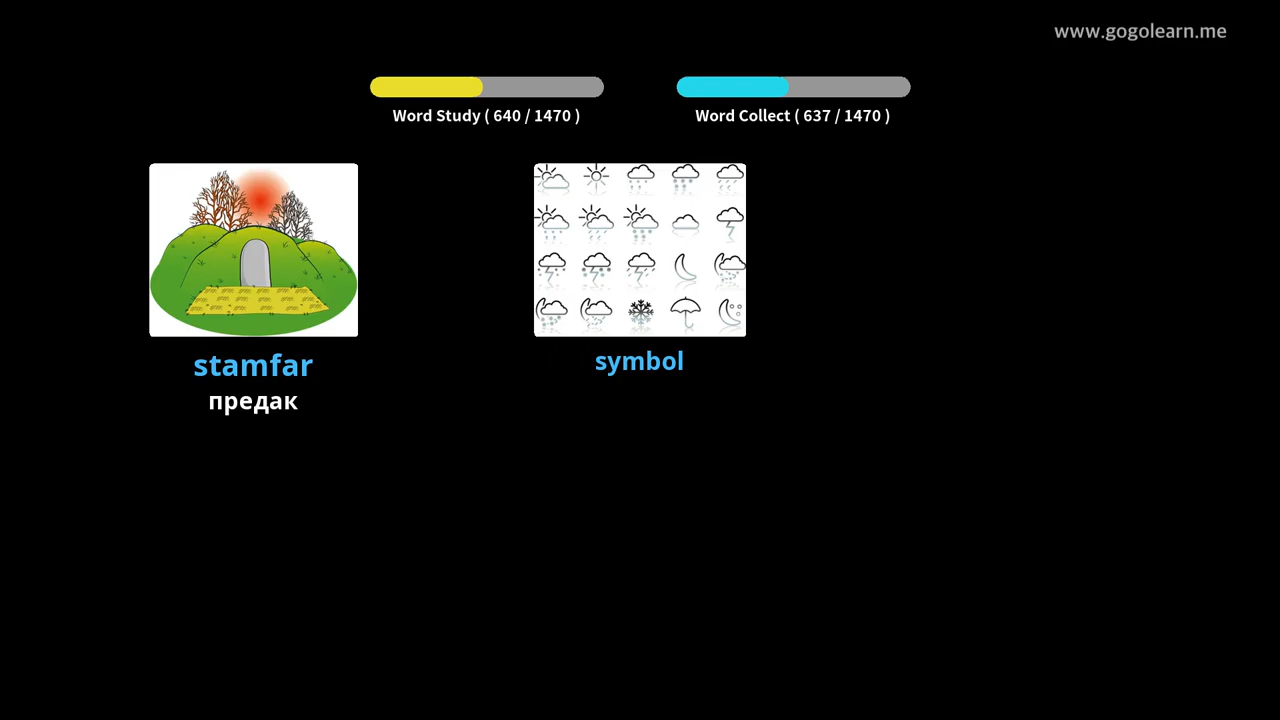 www.gogolearn.me
Word Study ( 640 / 1470 )
Word Collect ( 637 / 1470 )
stamfar
предак
symbol